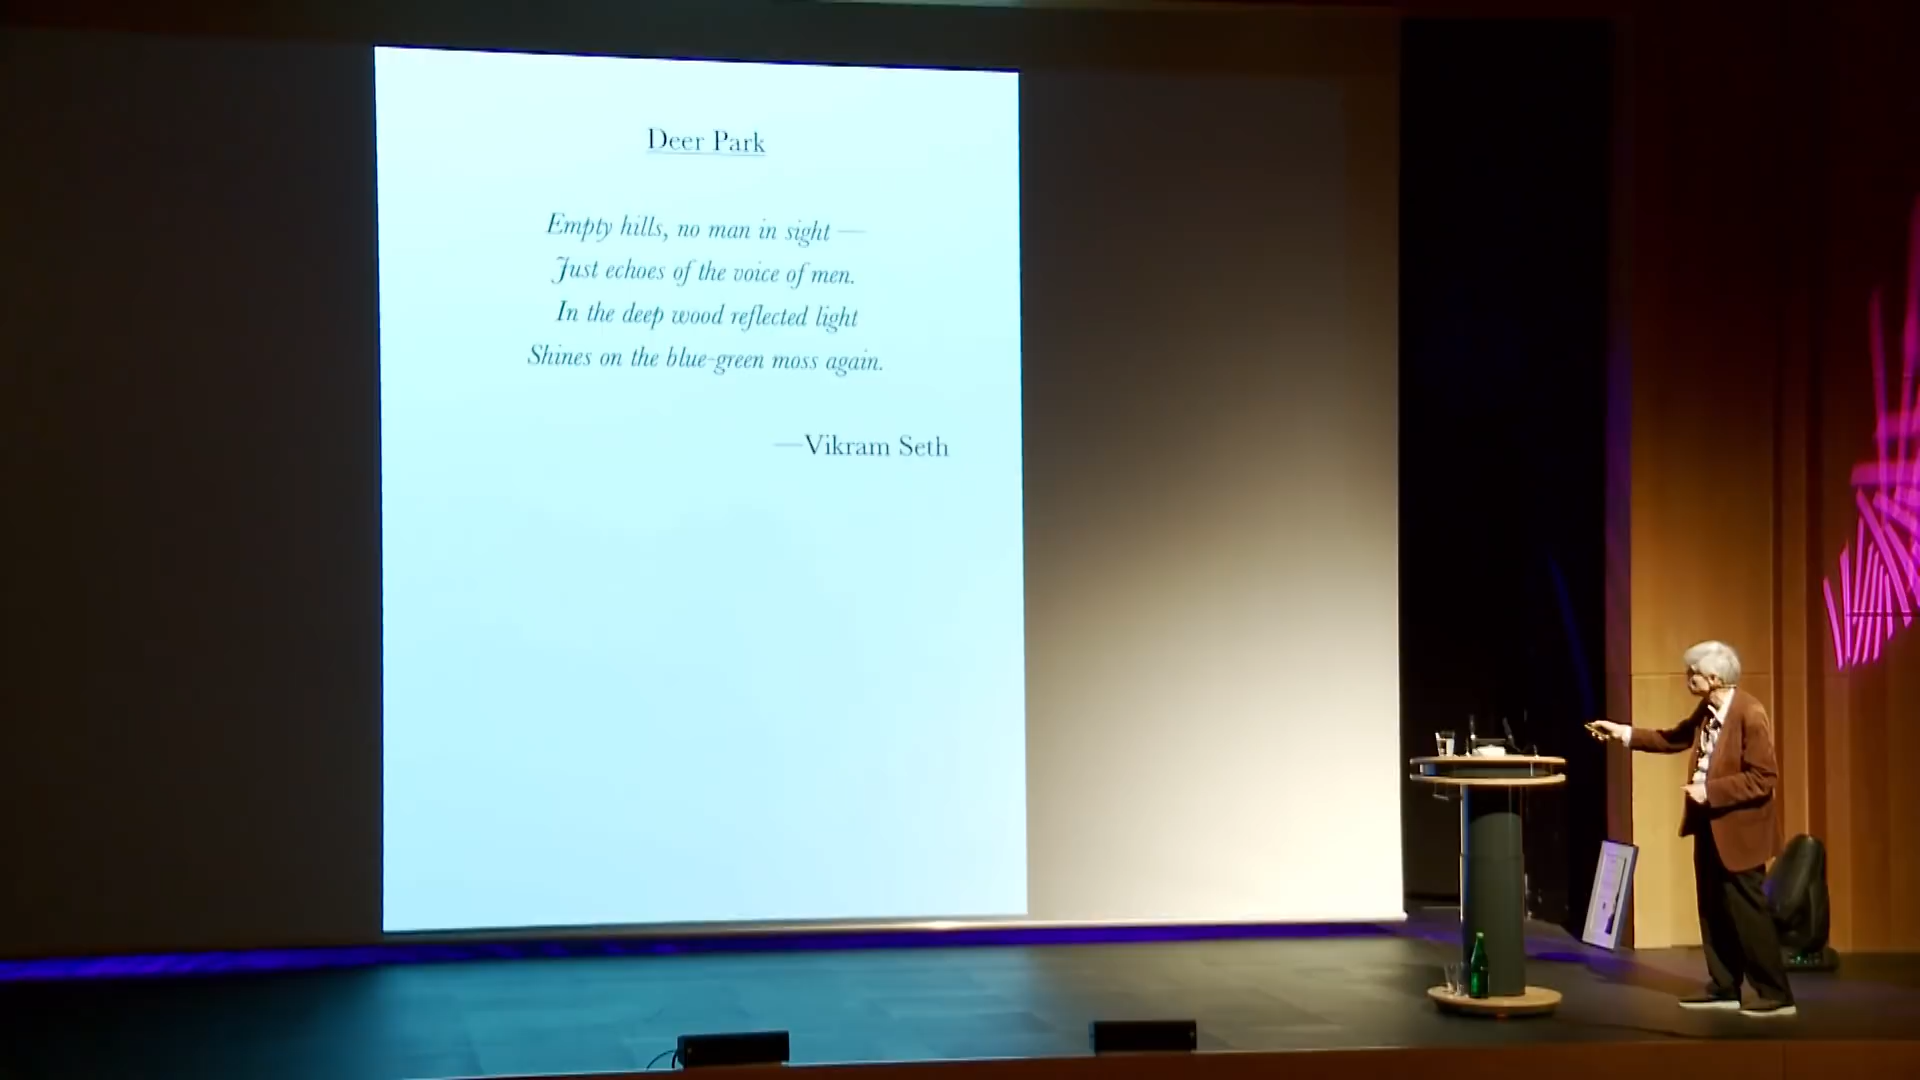 Deer Park
Empty hills, no man in sight —
Just echoes of the voice of men.
In the deep wood reflected light
Shines on the blue-green moss again.
—Vikram Seth